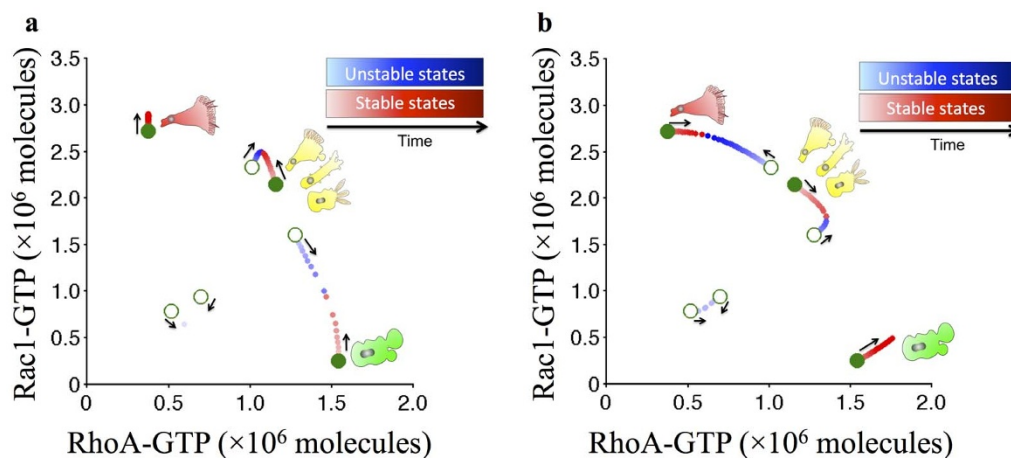 a
Rac1-GTP (×10⁶ molecules)
3.5
3.0
2.5
2.0
1.5
1.0
0.5
0
0
0.5
1.0
1.5
2.0
RhoA-GTP (×10⁶ molecules)
Unstable states
Stable states
Time
b
Rac1-GTP (×10⁶ molecules)
3.5
3.0
2.5
2.0
1.5
1.0
0.5
0
0
0.5
1.0
1.5
2.0
RhoA-GTP (×10⁶ molecules)
Unstable states
Stable states
Time